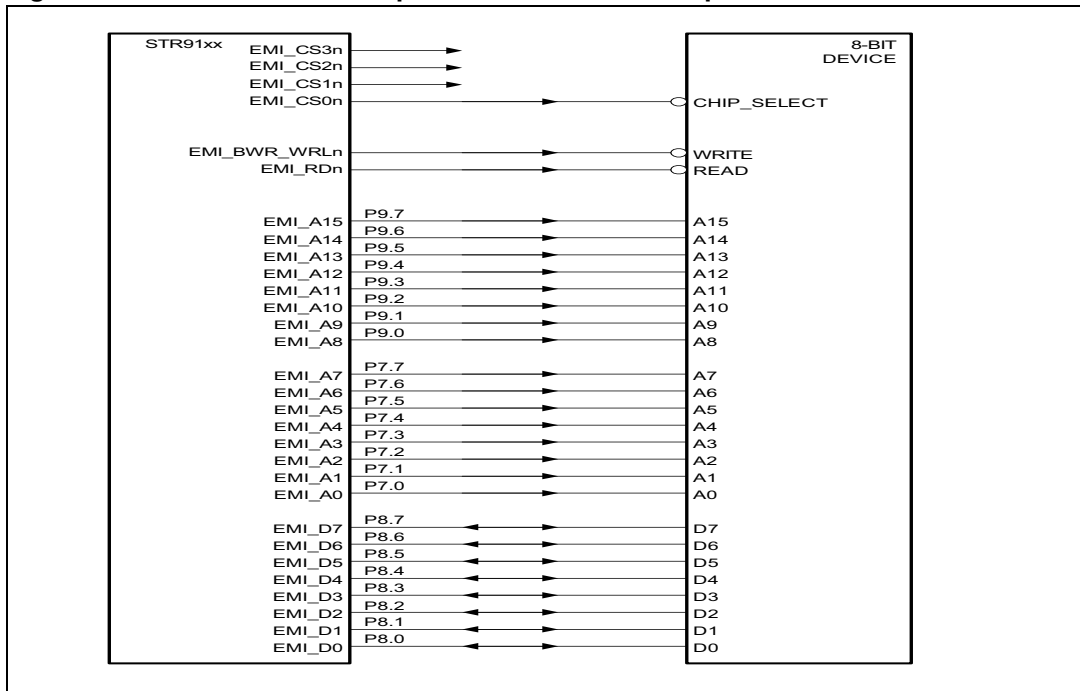 STR91xx
8-BIT
DEVICE
EMI_CS3n
EMI_CS2n
EMI_CS1n
EMI_CS0n CHIP_SELECT
EMI_BWR_WRLn WRITE
EMI_RDn READ
EMI_A15 P9.7 A15
EMI_A14 P9.6 A14
EMI_A13 P9.5 A13
EMI_A12 P9.4 A12
EMI_A11 P9.3 A11
EMI_A10 P9.2 A10
EMI_A9 P9.1 A9
EMI_A8 P9.0 A8
EMI_A7 P7.7 A7
EMI_A6 P7.6 A6
EMI_A5 P7.5 A5
EMI_A4 P7.4 A4
EMI_A3 P7.3 A3
EMI_A2 P7.2 A2
EMI_A1 P7.1 A1
EMI_A0 P7.0 A0
EMI_D7 P8.7 D7
EMI_D6 P8.6 D6
EMI_D5 P8.5 D5
EMI_D4 P8.4 D4
EMI_D3 P8.3 D3
EMI_D2 P8.2 D2
EMI_D1 P8.1 D1
EMI_D0 P8.0 D0